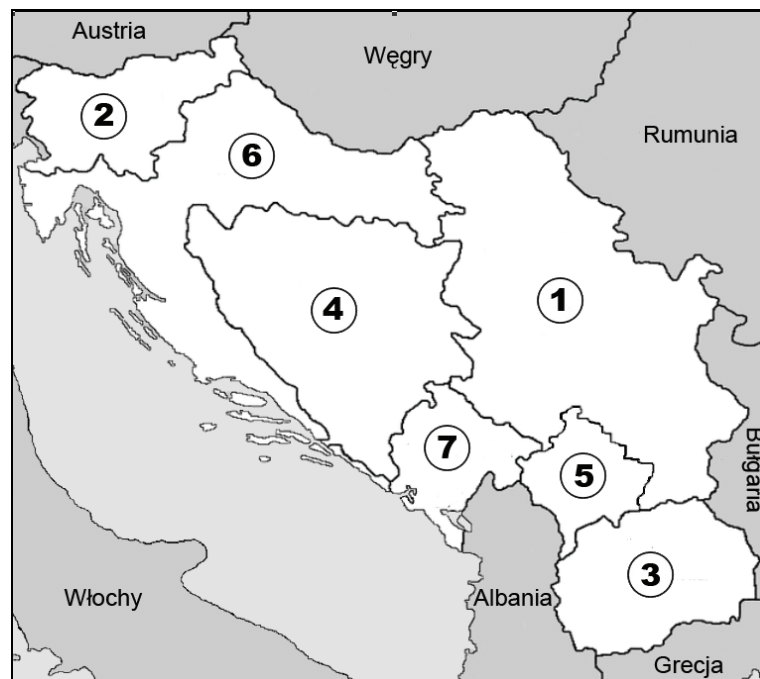 Austria
Węgry
2
6
Rumunia
1
4
7
5
Bułgaria
3
Włochy
Albania
Grecja